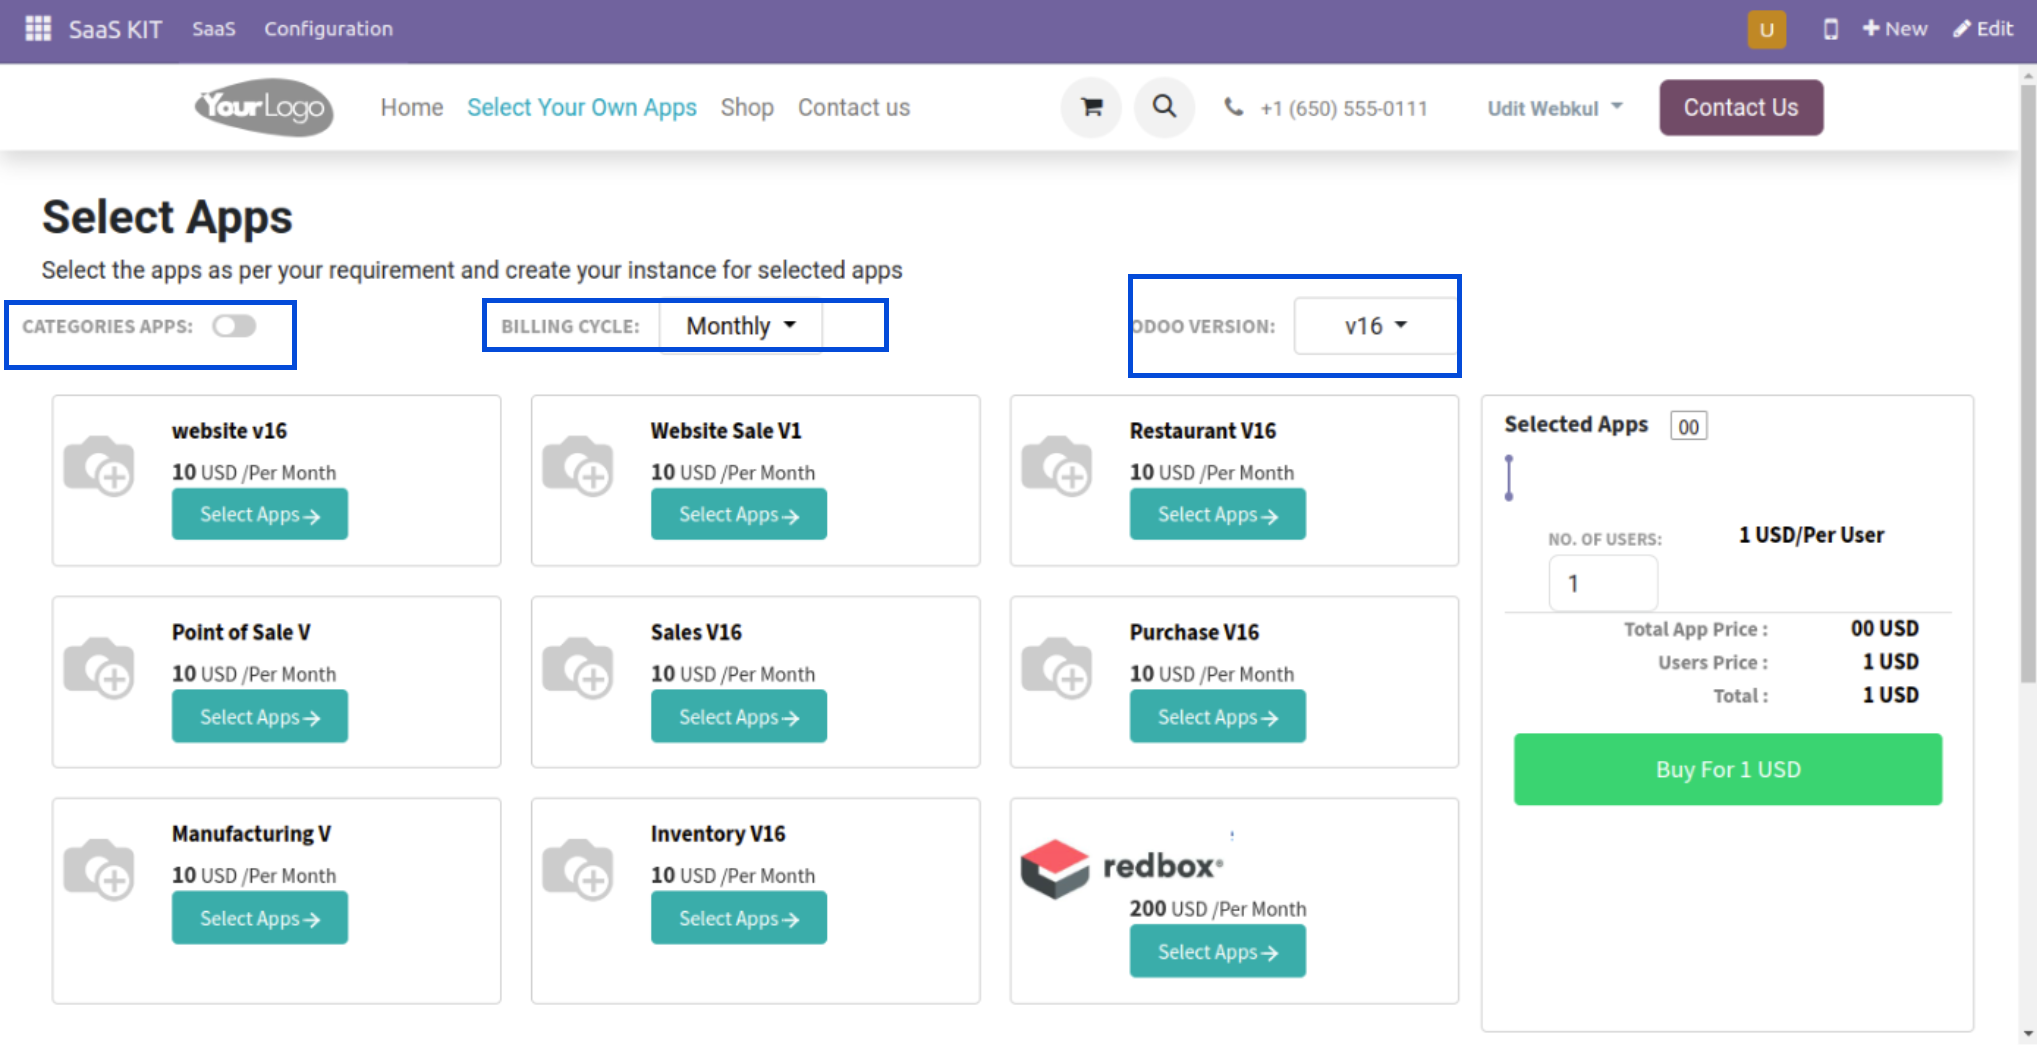 SaaS KIT SaaS Configuration U New Edit
YourLogo Home Select Your Own Apps Shop Contact us +1 (650) 555-0111 Udit Webkul Contact Us
Select Apps
Select the apps as per your requirement and create your instance for selected apps
CATEGORIES APPS: BILLING CYCLE: Monthly ODOO VERSION: v16
website v16
10 USD /Per Month
Select Apps→
Website Sale V1
10 USD /Per Month
Select Apps→
Restaurant V16
10 USD /Per Month
Select Apps→
Point of Sale V
10 USD /Per Month
Select Apps→
Sales V16
10 USD /Per Month
Select Apps→
Purchase V16
10 USD /Per Month
Select Apps→
Manufacturing V
10 USD /Per Month
Select Apps→
Inventory V16
10 USD /Per Month
Select Apps→
redbox
200 USD /Per Month
Select Apps→
Selected Apps 00
NO. OF USERS: 1 USD/Per User
1
Total App Price : 00 USD
Users Price : 1 USD
Total : 1 USD
Buy For 1 USD